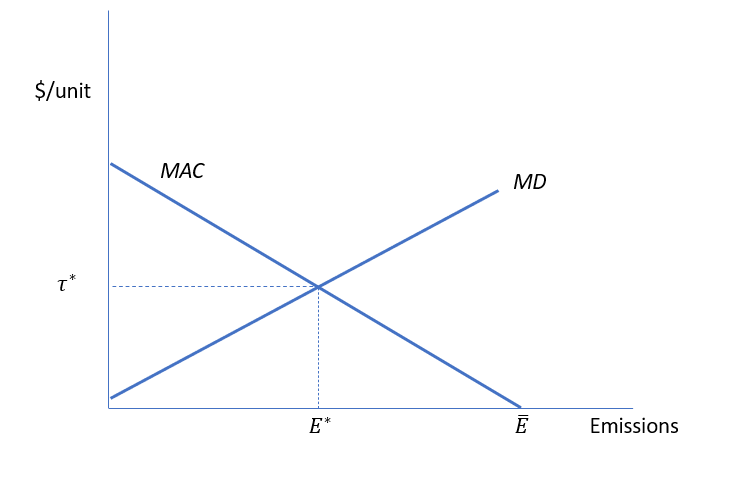 $/unit
MAC
MD
τ*
E*
E̅
Emissions